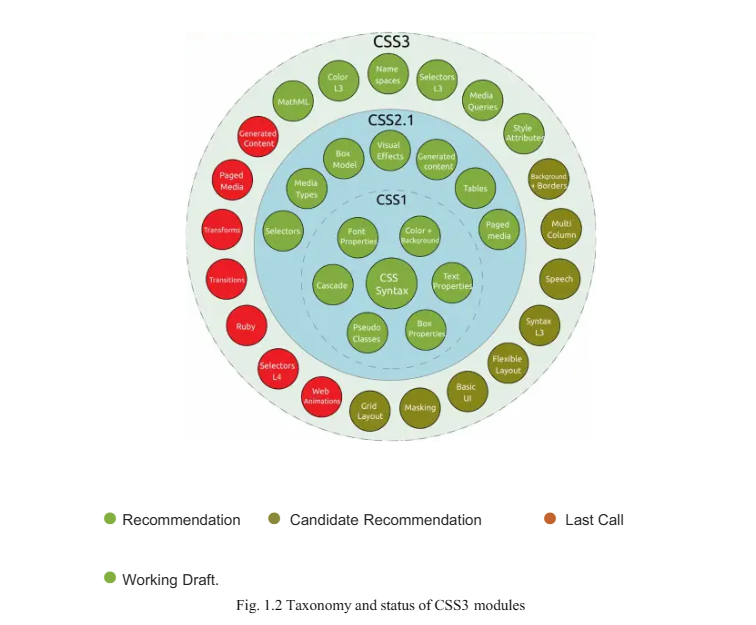 CSS3
Name
spaces
Color
L3
Selectors
L3
MathML
Media
Queries
Style
Attributes
Generated
Content
Paged
Media
Transforms
Transitions
Ruby
Selectors
L4
Web
Animations
Grid
Layout
Masking
Basic
UI
Flexible
Layout
Syntax
L3
Speech
Multi
Column
Background
+ Borders
CSS2.1
Visual
Effects
Box
Model
Generated
content
Media
Types
Tables
Selectors
Paged
media
CSS1
Font
Properties
Color +
Background
Cascade
CSS
Syntax
Text
Properties
Pseudo
Classes
Box
Properties
Recommendation
Candidate Recommendation
Last Call
Working Draft.
Fig. 1.2 Taxonomy and status of CSS3 modules